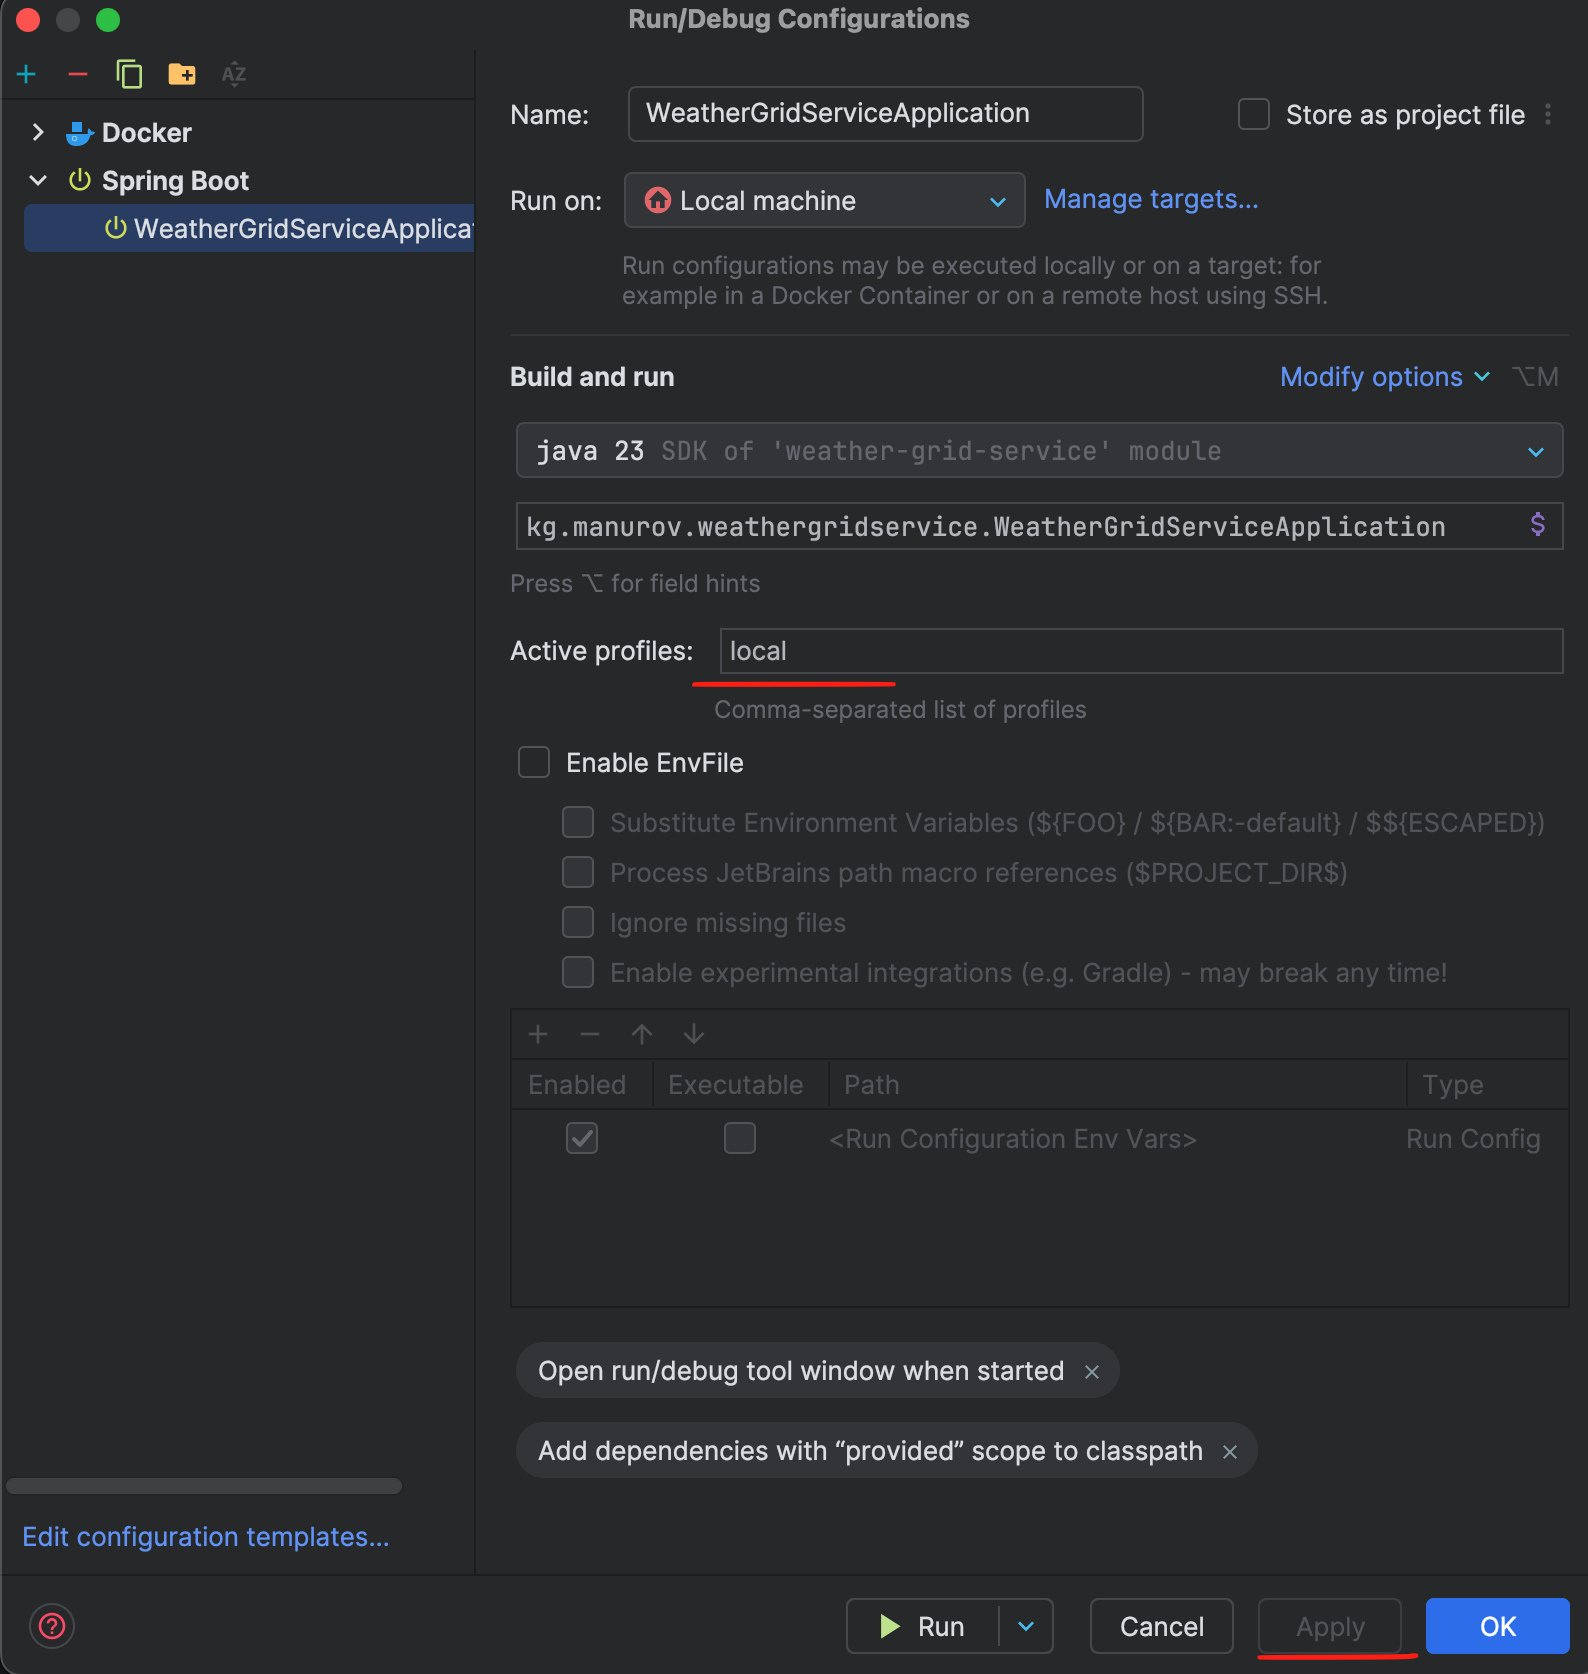 Run/Debug Configurations
Docker
Spring Boot
WeatherGridServiceApplicat
Edit configuration templates...
Name:
WeatherGridServiceApplication
Store as project file
Run on:
Local machine
Manage targets...
Run configurations may be executed locally or on a target: for
example in a Docker Container or on a remote host using SSH.
Build and run
Modify options
⌥M
java 23 SDK of 'weather-grid-service' module
kg.manurov.weathergridservice.WeatherGridServiceApplication
$
Press ⌥ for field hints
Active profiles:
local
Comma-separated list of profiles
Enable EnvFile
Substitute Environment Variables (${FOO} / ${BAR:-default} / $${ESCAPED})
Process JetBrains path macro references ($PROJECT_DIR$)
Ignore missing files
Enable experimental integrations (e.g. Gradle) - may break any time!
Enabled Executable Path Type
<Run Configuration Env Vars> Run Config
Open run/debug tool window when started ×
Add dependencies with “provided” scope to classpath ×
? Run Cancel Apply OK